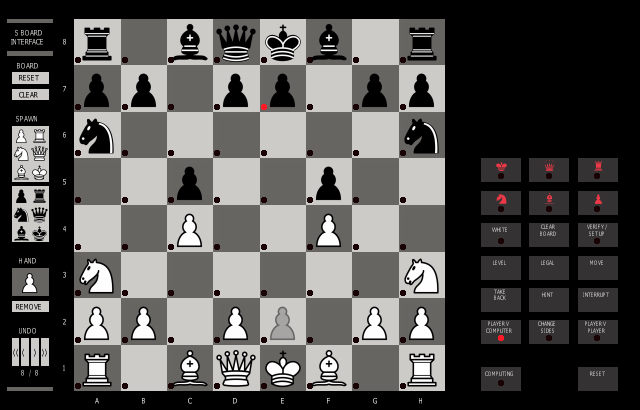 S BOARD
INTERFACE
BOARD
RESET
CLEAR
SPAWN
HAND
REMOVE
UNDO
8 / 8
8
7
6
5
4
3
2
1
A B C D E F G H
WHITE
CLEAR
BOARD
VERIFY/
SETUP
LEVEL
LEGAL
MOVE
TAKE
BACK
HINT
INTERRUPT
PLAYER V
COMPUTER
CHANGE
SIDES
PLAYER V
PLAYER
COMPUTING
RESET